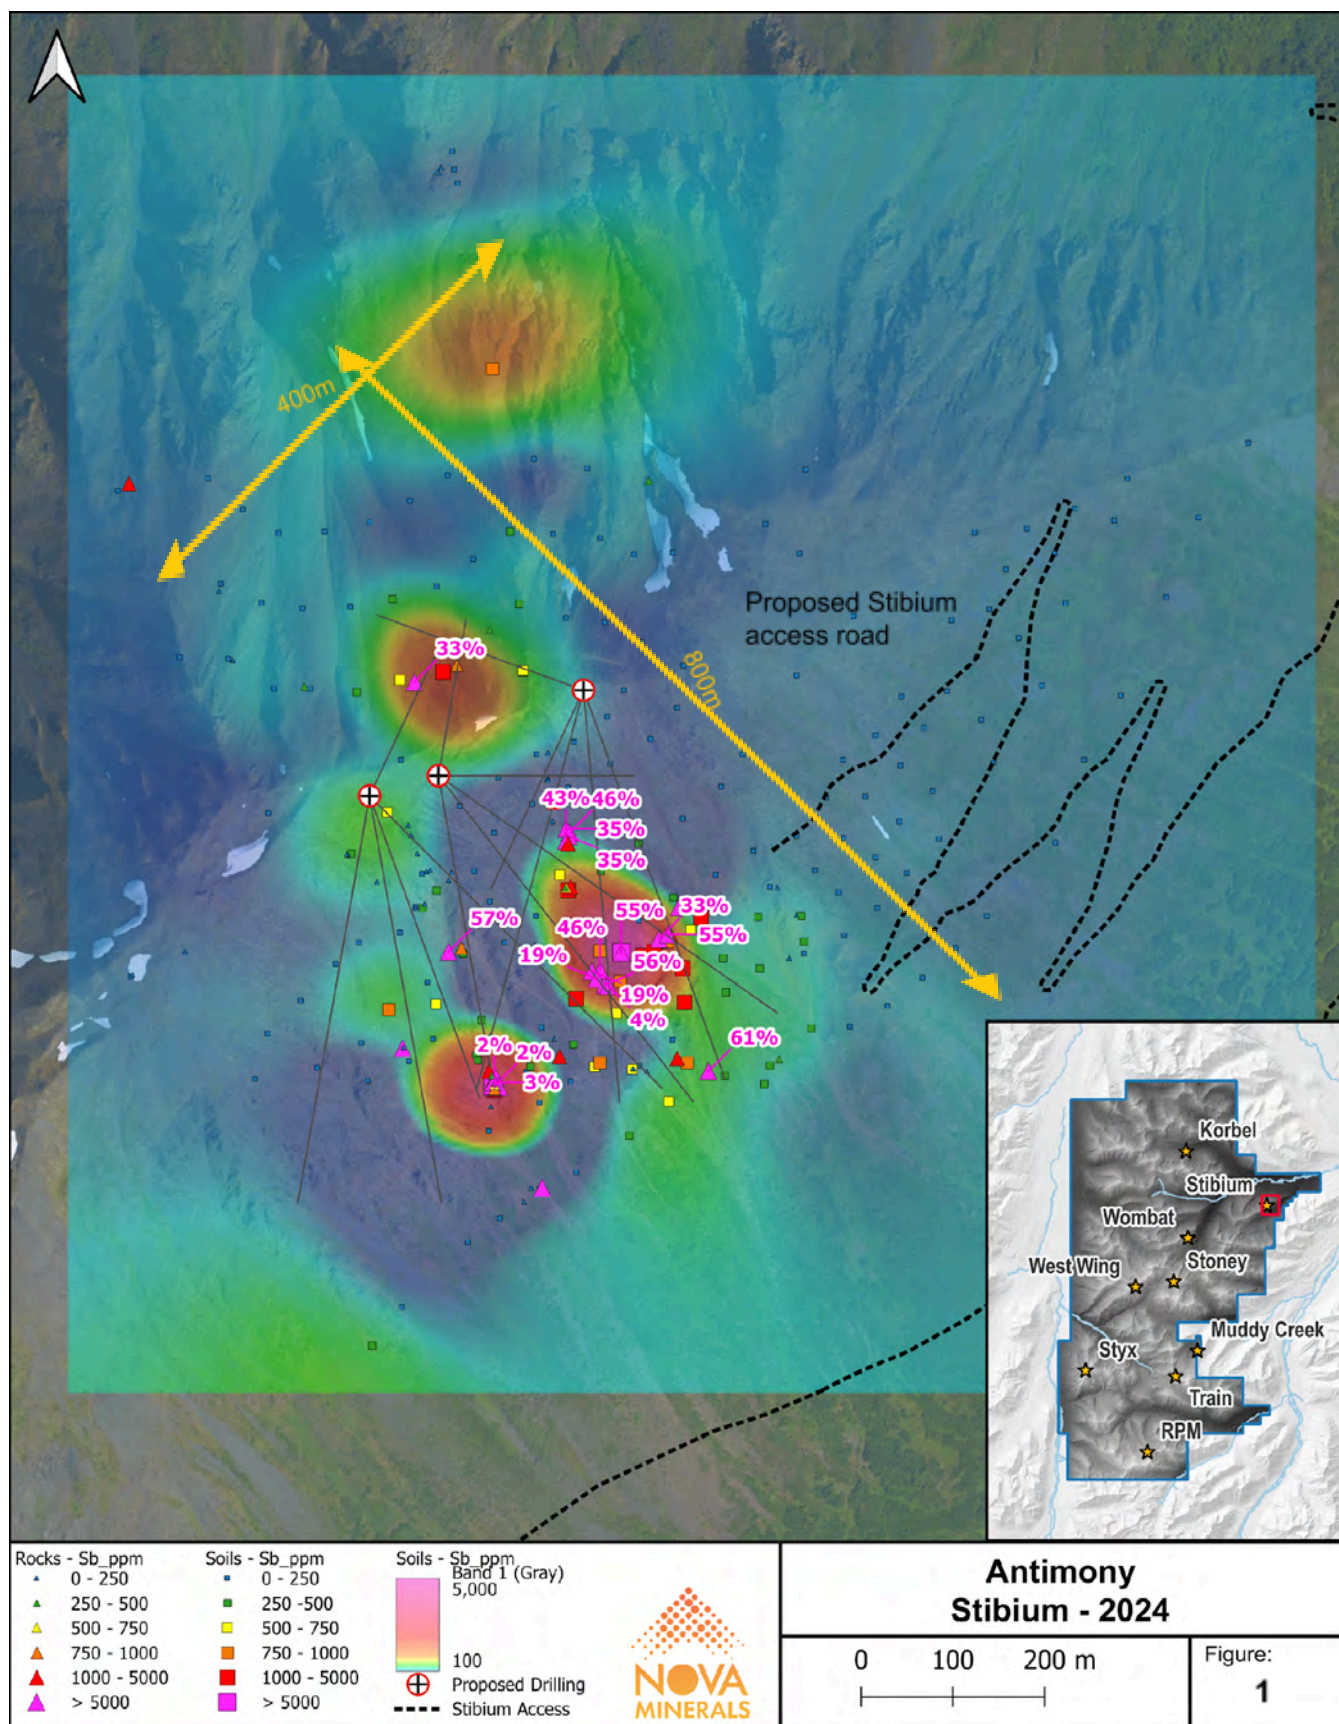 400m
Proposed Stibium
access road
800m
33%
43%
46%
35%
35%
57%
55%
33%
46%
55%
19%
56%
19%
4%
2%
2%
3%
61%
Korbel
Stibium
Wombat
Stoney
West Wing
Muddy Creek
Styx
Train
RPM
Rocks - Sb_ppm
0 - 250
250 - 500
500 - 750
750 - 1000
1000 - 5000
> 5000
Soils - Sb_ppm
0 - 250
250 -500
500 - 750
750 - 1000
1000 - 5000
> 5000
Soils - Sb_ppm
Band 1 (Gray)
5,000
100
Proposed Drilling
Stibium Access
NOVA
MINERALS
Antimony
Stibium - 2024
0 100 200 m
Figure:
1